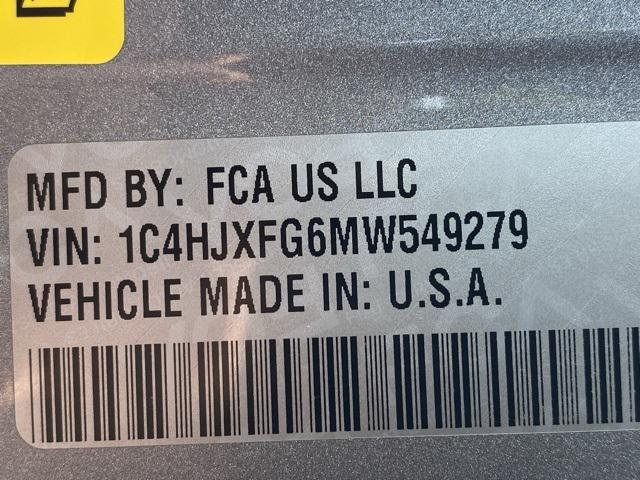 MFD BY: FCA US LLC
VIN: 1C4HJXFG6MW549279
VEHICLE MADE IN: U.S.A.